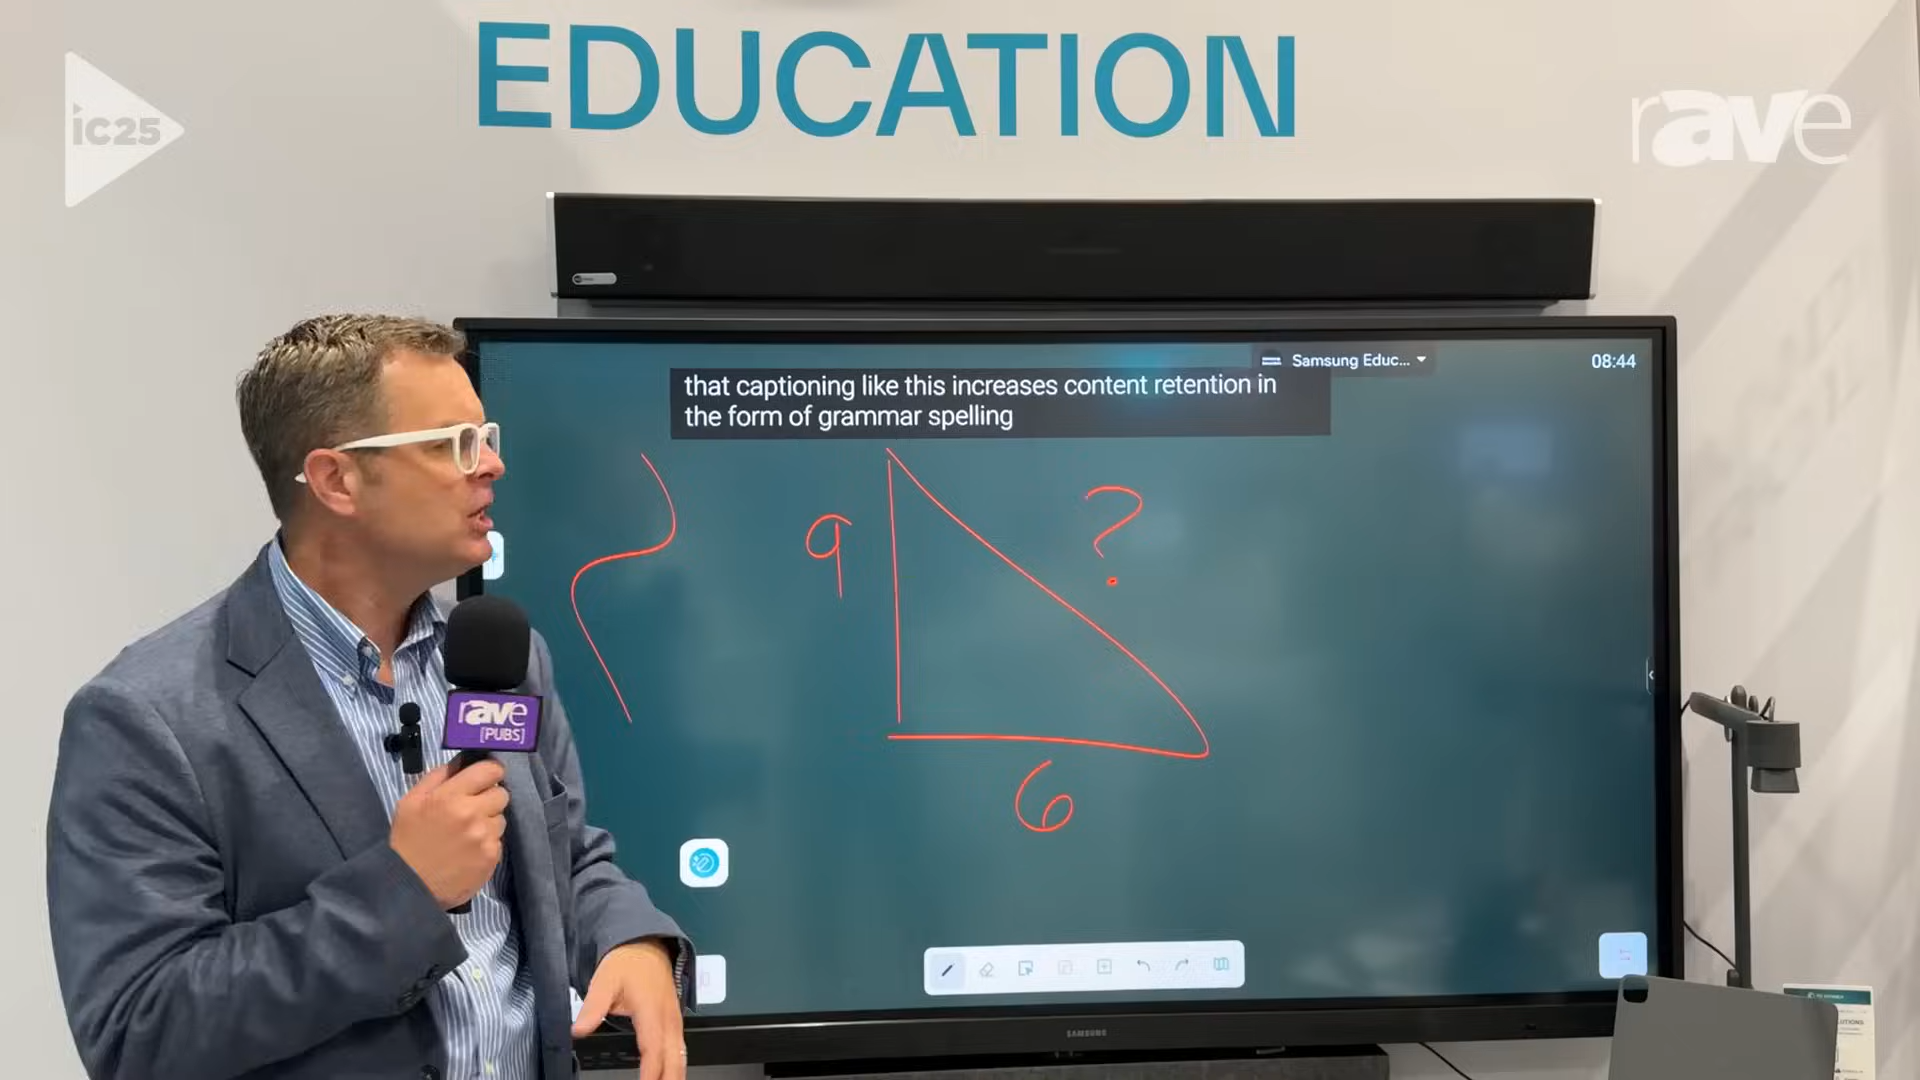 EDUCATION
iC25
rave
Samsung Educ...
08:44
that captioning like this increases content retention in
the form of grammar spelling
9
?
6
rave
[PUBS]
SAMSUNG